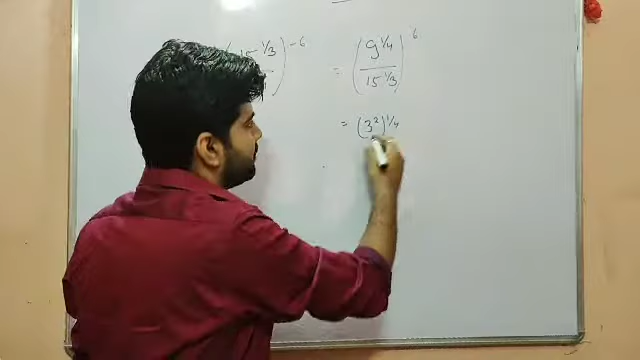 15^{1/3})^{-6} = (9^{1/4} / 15^{1/3})^6
= (3^2)^{1/4}